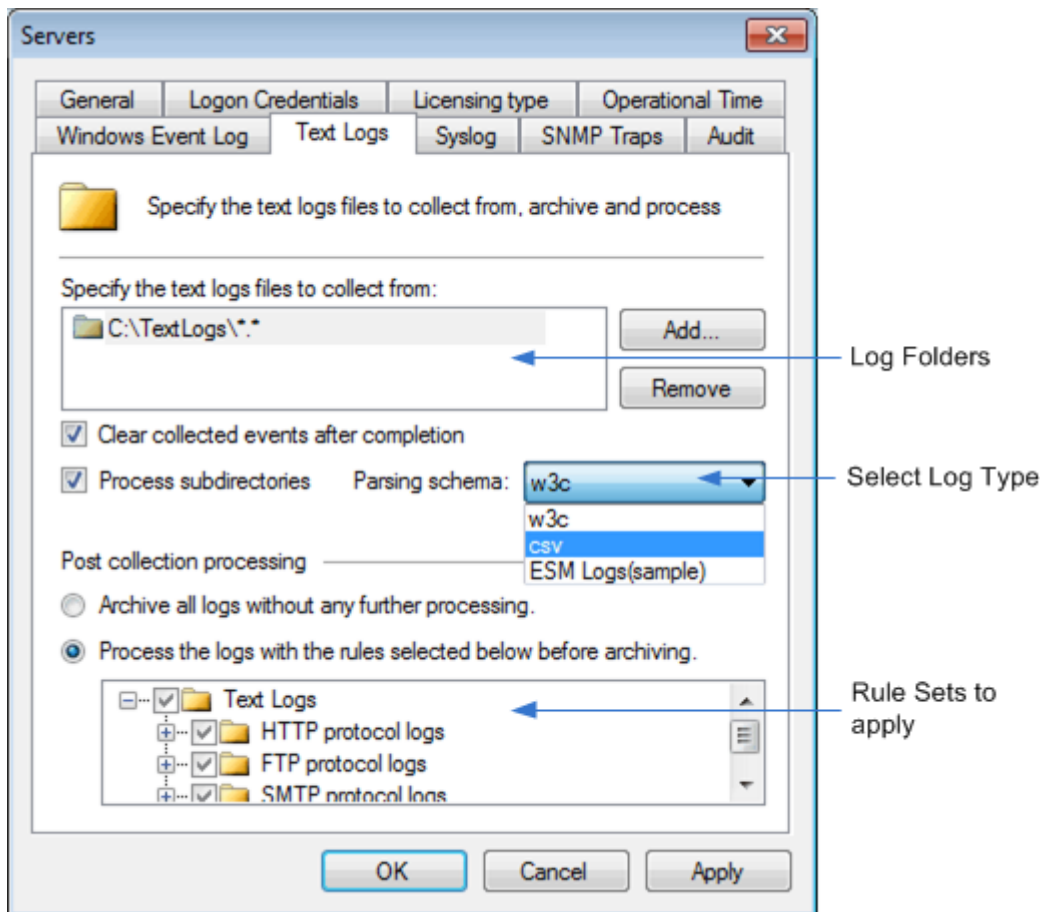 Servers
General
Logon Credentials
Licensing type
Operational Time
Windows Event Log
Text Logs
Syslog
SNMP Traps
Audit
Specify the text logs files to collect from, archive and process
Specify the text logs files to collect from:
C:\TextLogs\*.*
Add...
Log Folders
Remove
Clear collected events after completion
Process subdirectories
Parsing schema:
w3c
Select Log Type
w3c
csv
ESM Logs(sample)
Post collection processing
Archive all logs without any further processing.
Process the logs with the rules selected below before archiving.
Text Logs
HTTP protocol logs
FTP protocol logs
SMTP protocol logs
Rule Sets to
apply
OK
Cancel
Apply